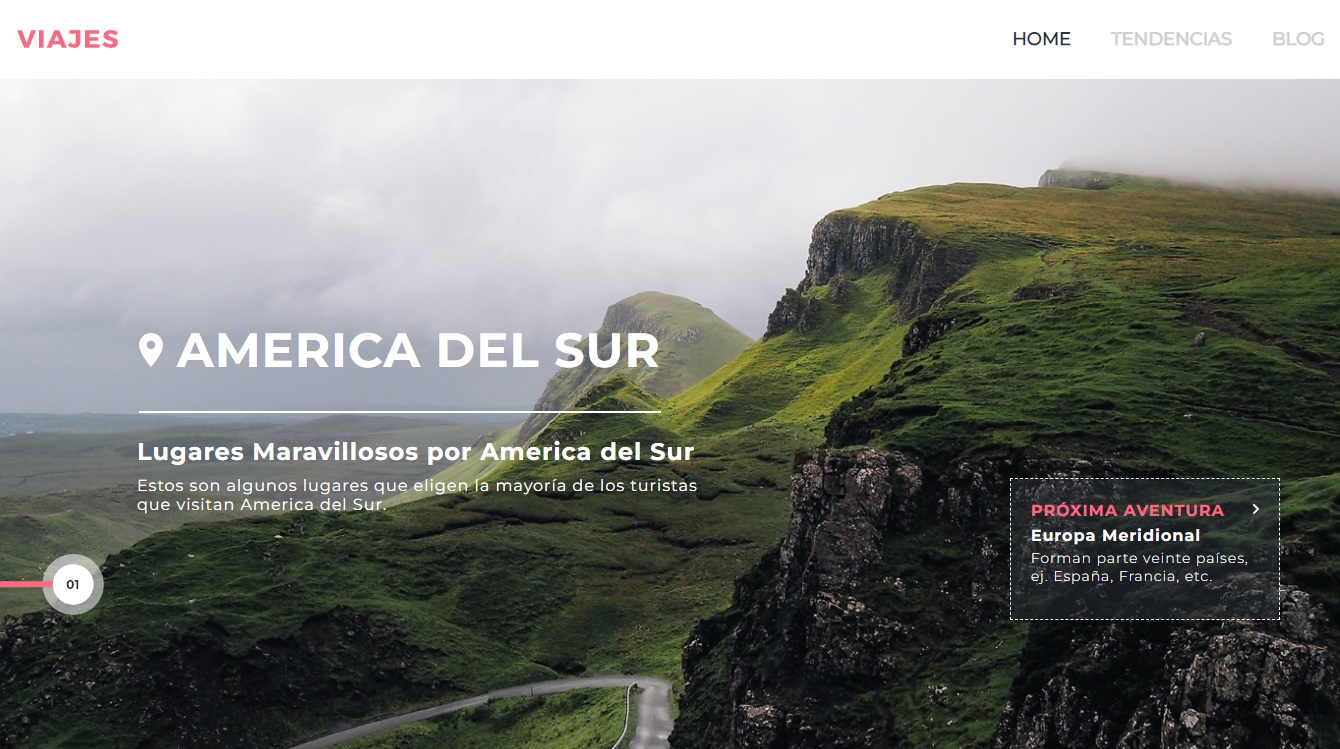 VIAJES
HOME
TENDENCIAS
BLOG
AMERICA DEL SUR
Lugares Maravillosos por America del Sur
Estos son algunos lugares que eligen la mayoría de los turistas
que visitan America del Sur.
PRÓXIMA AVENTURA
Europa Meridional
Forman parte veinte países,
ej. España, Francia, etc.
01